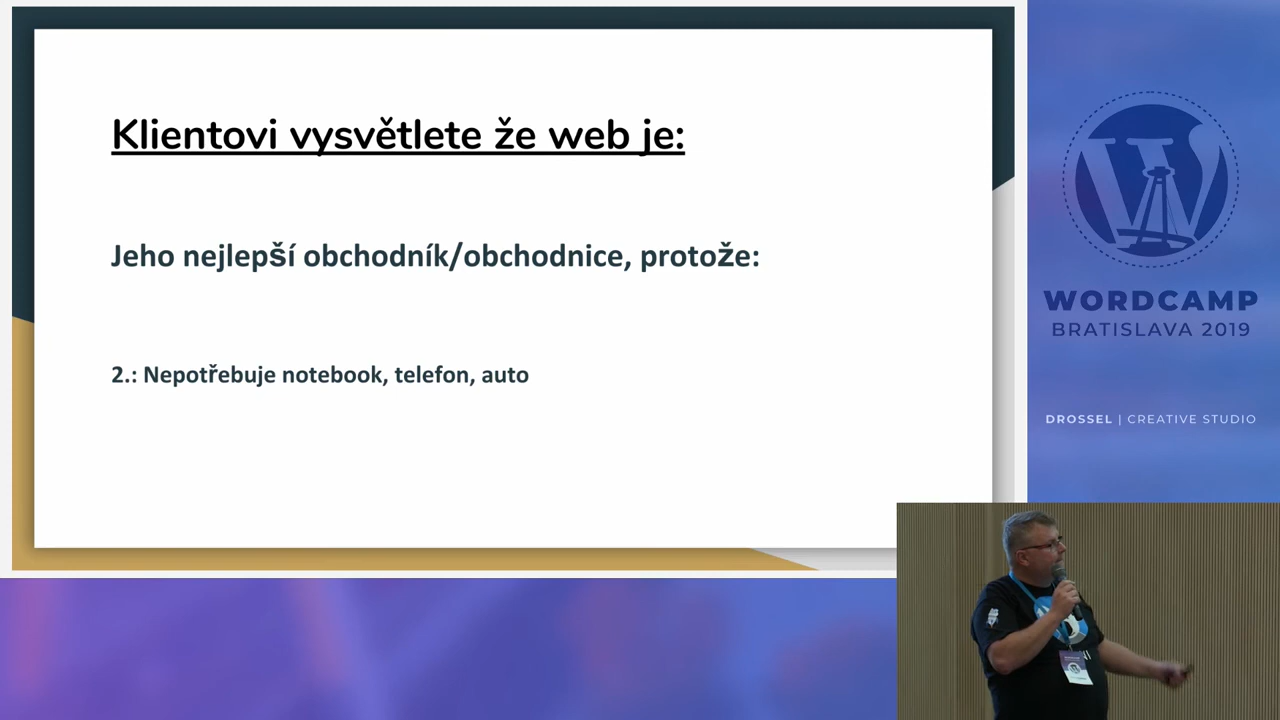 Klientovi vysvětlete že web je:
Jeho nejlepší obchodník/obchodnice, protože:
2.: Nepotřebuje notebook, telefon, auto
WORDCAMP
BRATISLAVA 2019
DROSSEL | CREATIVE STUDIO